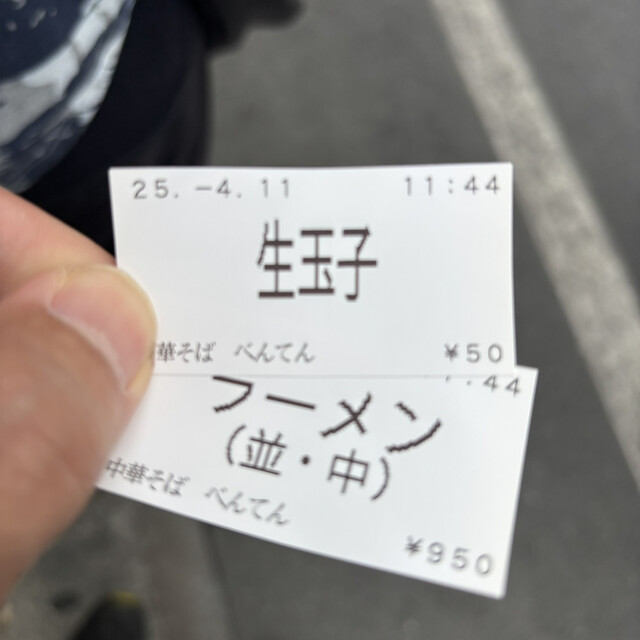 25.-4.11 11:44
生玉子
華そば べんてん ¥50
:44
ーメン
(並・中)
中華そば べんてん
¥950